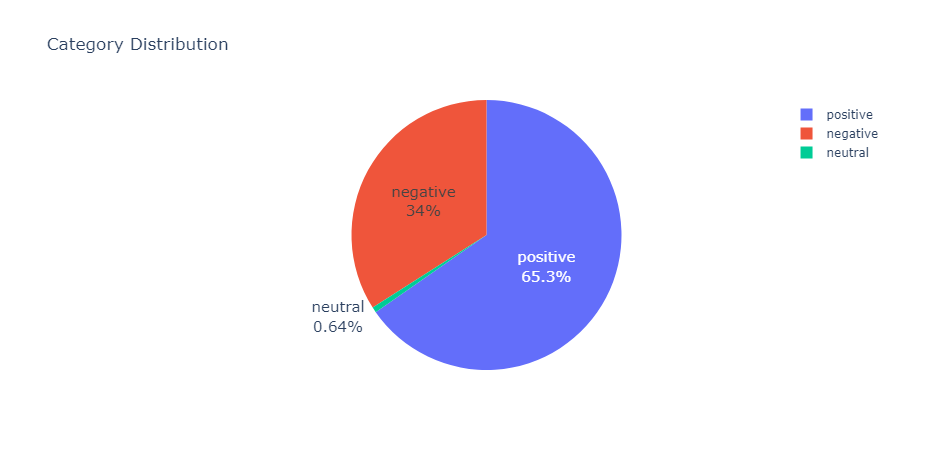 Category Distribution
positive
negative
neutral
negative
34%
positive
65.3%
neutral
0.64%